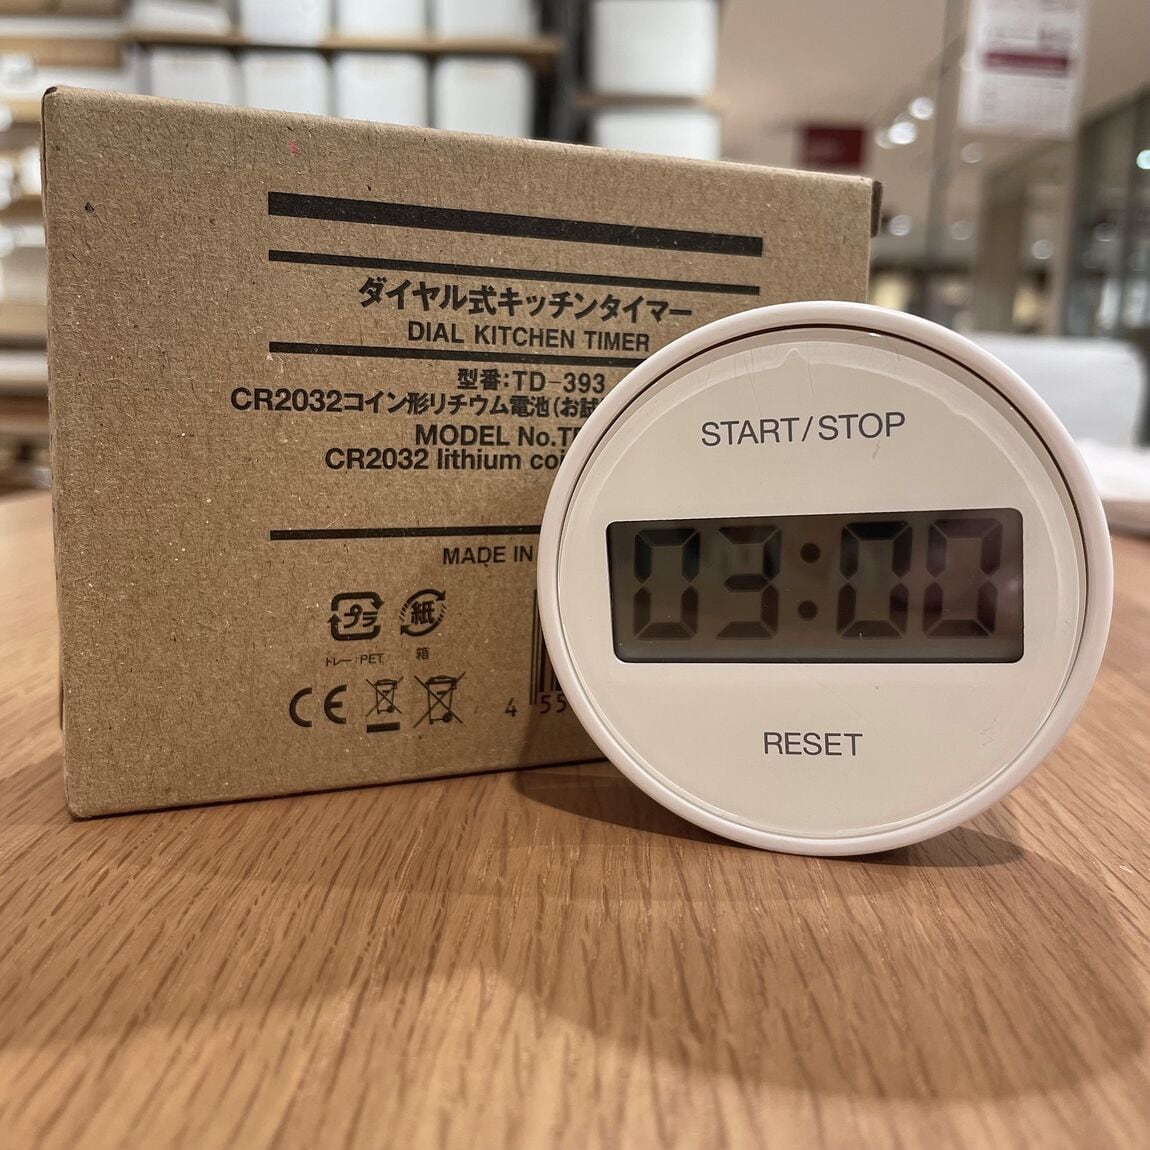 ダイヤル式キッチンタイマー
DIAL KITCHEN TIMER
型番:TD-393
CR2032コイン形リチウム電池(お試
MODEL No.
CR2032 lithium coi
MADE IN
プラ
紙
トレー:PET
箱
CE
4 55
START/STOP
03:00
RESET